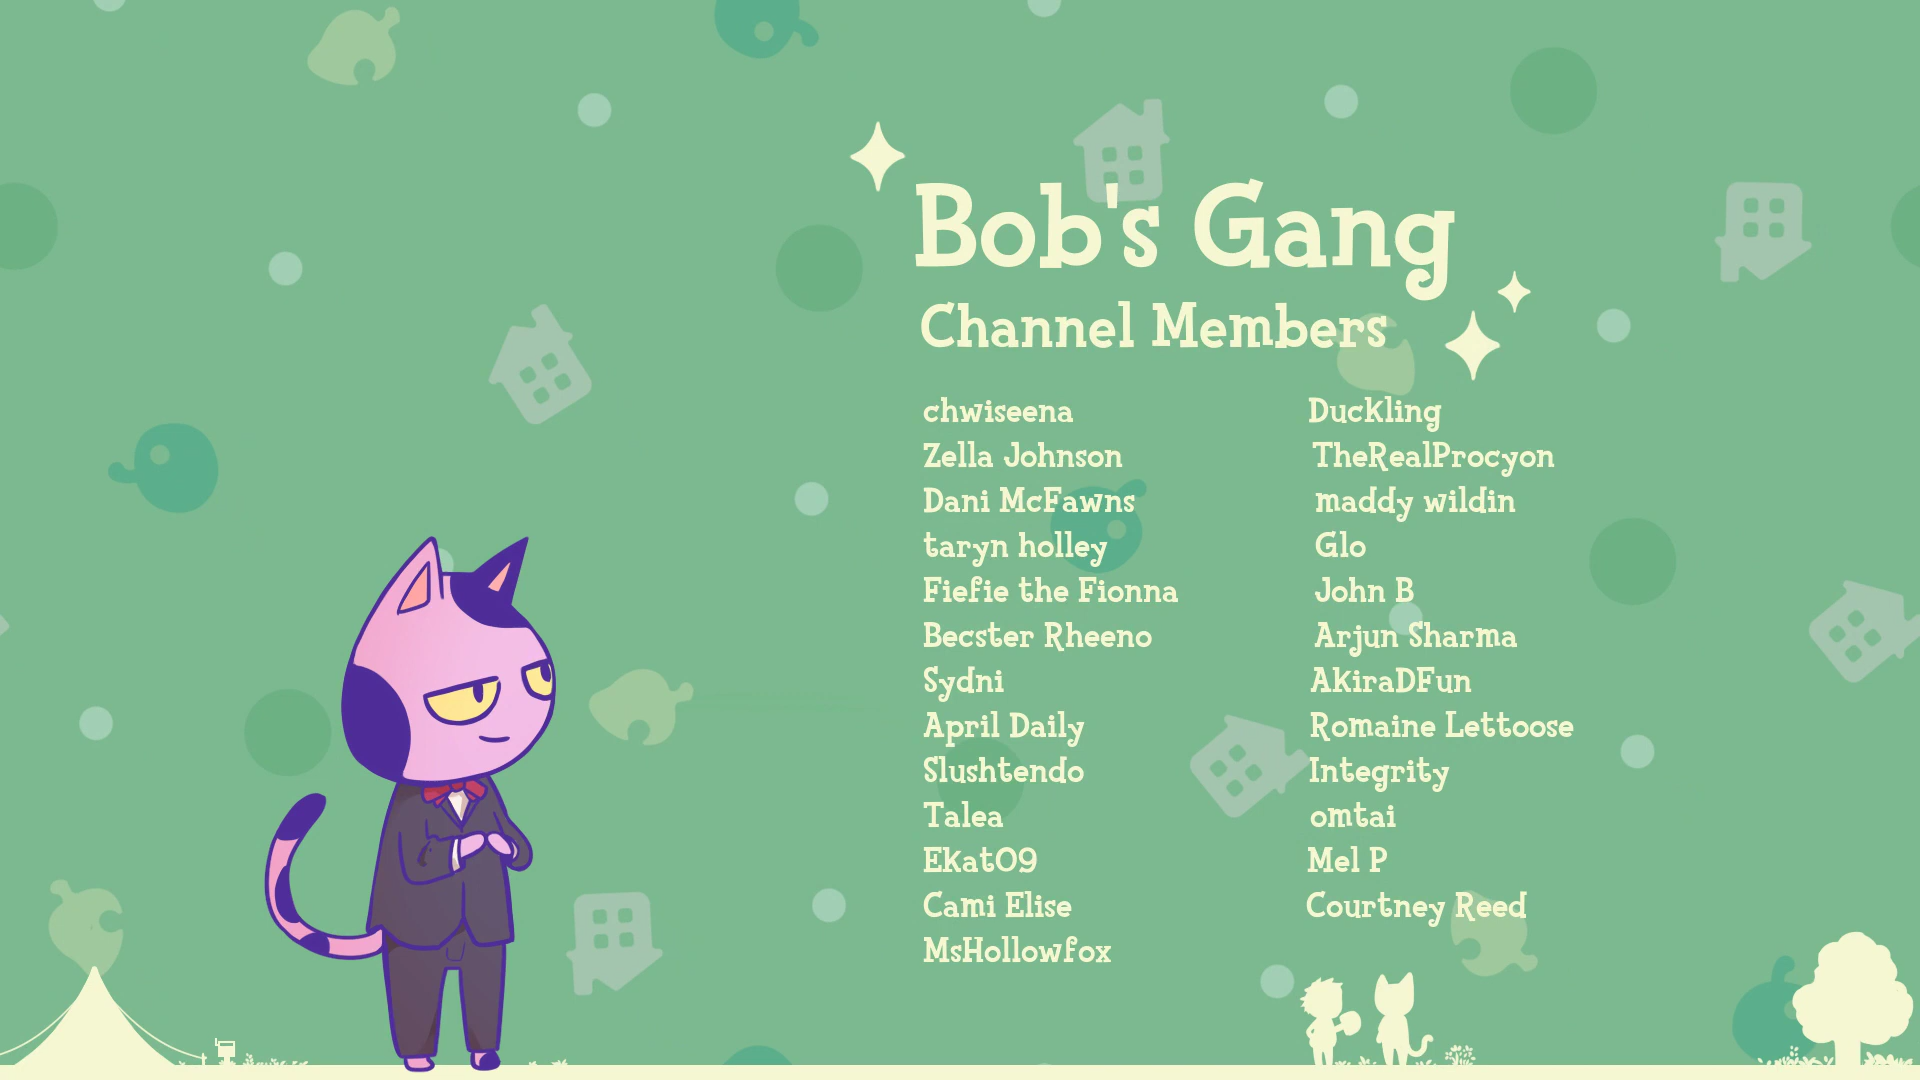 Bob's Gang
Channel Members
chwiseena
Zella Johnson
Dani McFawns
taryn holley
Fiefie the Fionna
Becster Rheeno
Sydni
April Daily
Slushtendo
Talea
Ekat09
Cami Elise
MsHollowfox
Duckling
TheRealProcyon
maddy wildin
Glo
John B
Arjun Sharma
AkiraDFun
Romaine Lettoose
Integrity
omtai
Mel P
Courtney Reed